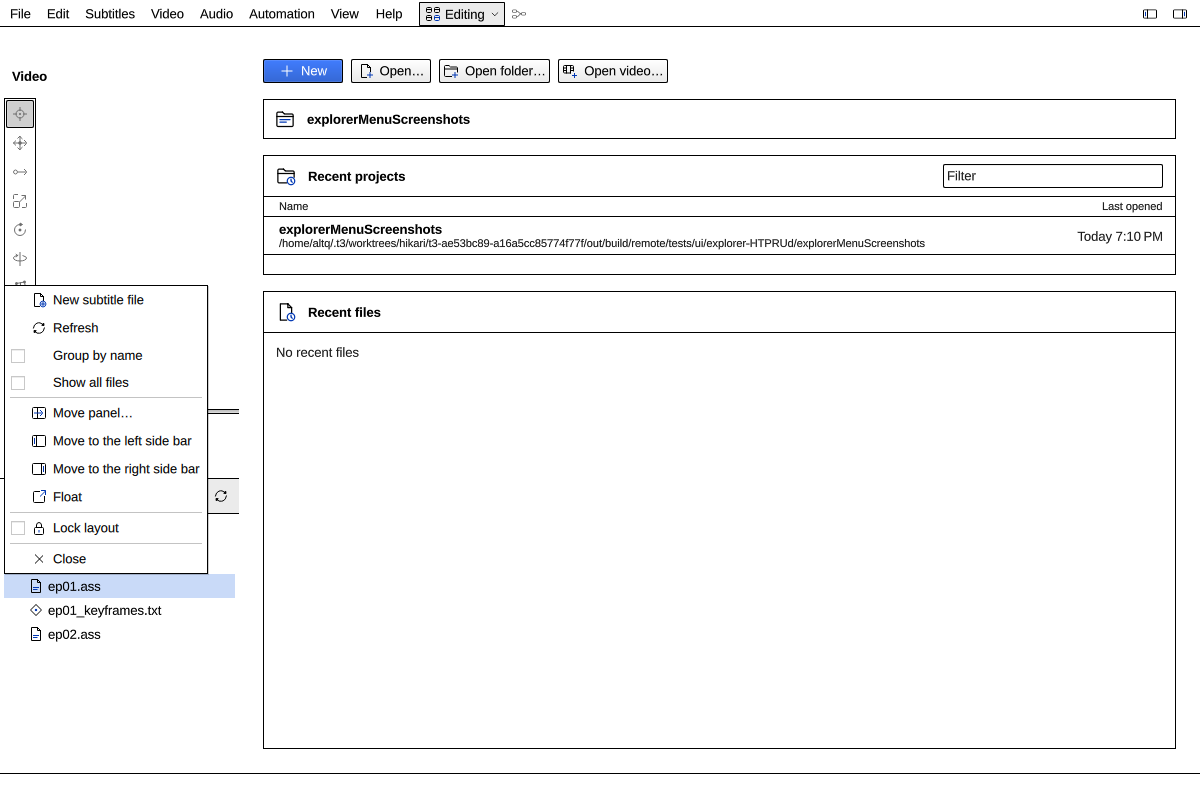 File Edit Subtitles Video Audio Automation View Help Editing
Video
New Open… Open folder… Open video…
explorerMenuScreenshots
Recent projects
Filter
Name Last opened
explorerMenuScreenshots
/home/altq/.t3/worktrees/hikari/t3-ae53bc89-a16a5cc85774f77f/out/build/remote/tests/ui/explorer-HTPRUd/explorerMenuScreenshots
Today 7:10 PM
Recent files
No recent files
New subtitle file
Refresh
Group by name
Show all files
Move panel…
Move to the left side bar
Move to the right side bar
Float
Lock layout
Close
ep01.ass
ep01_keyframes.txt
ep02.ass